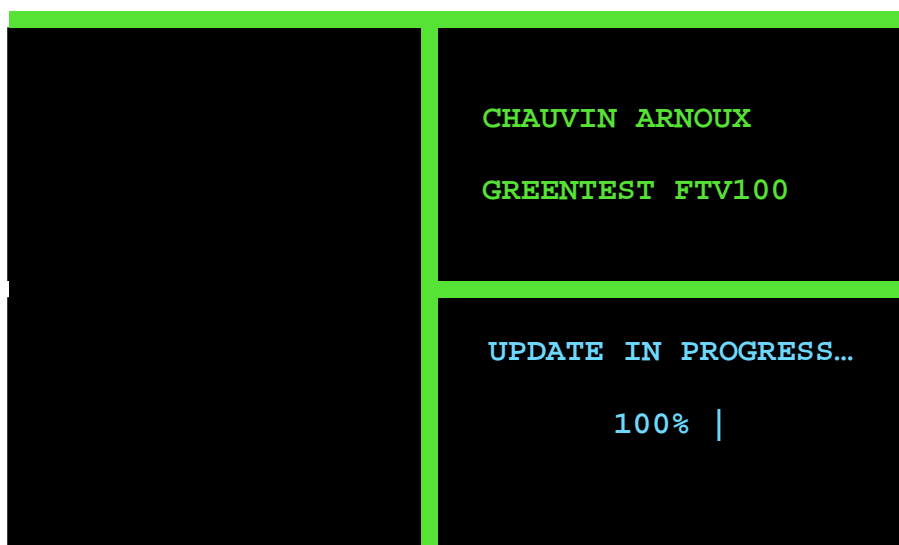 CHAUVIN ARNOUX
GREENTEST FTV100
UPDATE IN PROGRESS…
100% |